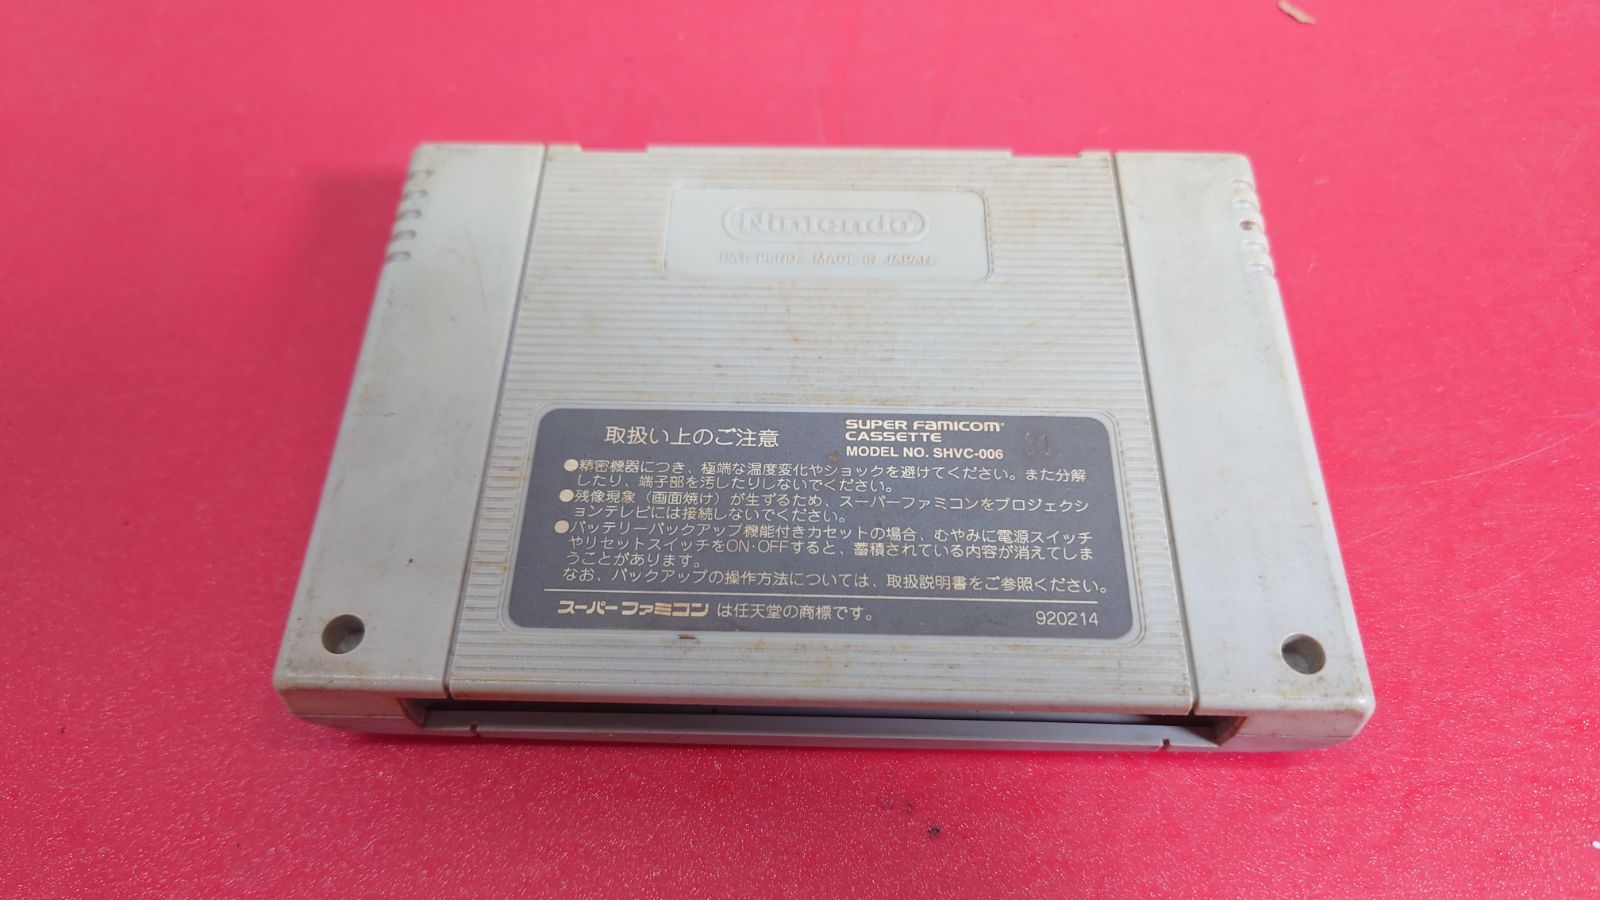 Nintendo
PAT. PEND. MADE IN JAPAN
取扱い上のご注意
SUPER FAMICOM
CASSETTE
MODEL NO. SHVC-006
●精密機器につき、極端な温度変化やショックを避けてください。また分解
したり、端子部を汚したりしないでください。
●残像現象（画面焼け）が生ずるため、スーパーファミコンをプロジェクシ
ョンテレビには接続しないでください。
●バッテリーバックアップ機能付きカセットの場合、むやみに電源スイッチ
やリセットスイッチをON・OFFすると、蓄積されている内容が消えてしま
うことがあります。
なお、バックアップの操作方法については、取扱説明書をご参照ください。
スーパーファミコン は任天堂の商標です。
920214